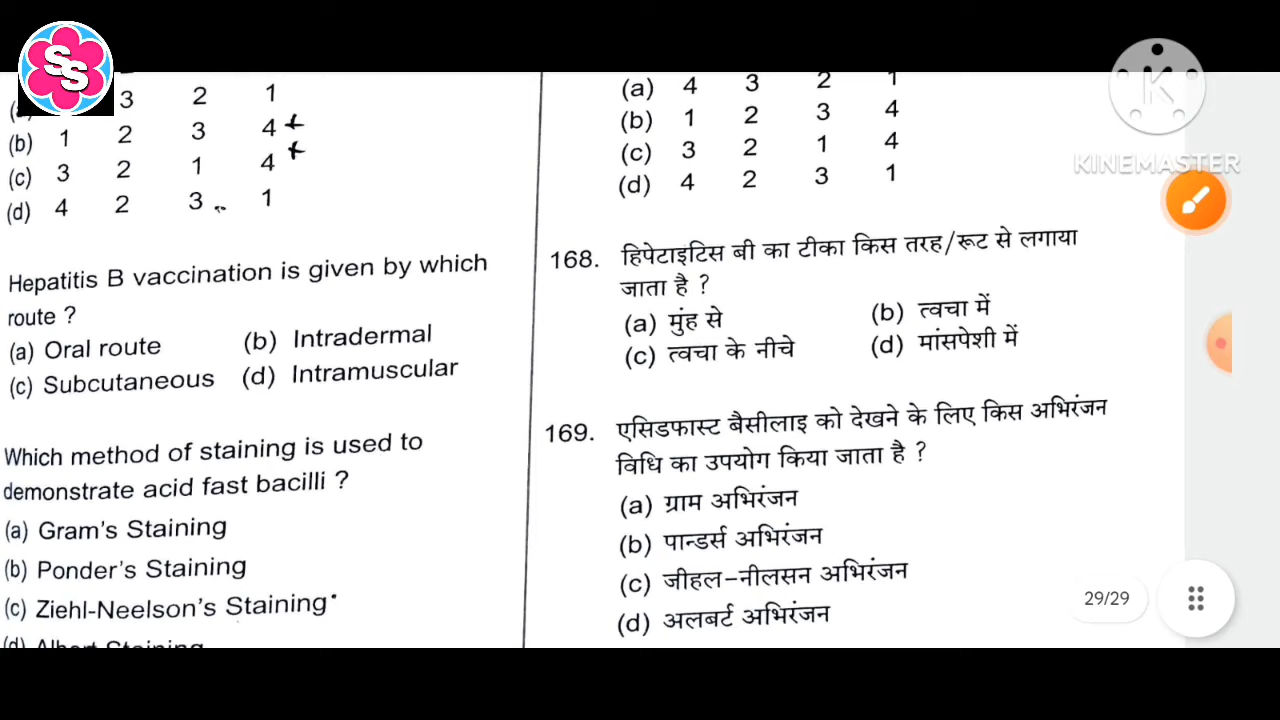 SS
3 2 1
(b) 1 2 3 4 +
(c) 3 2 1 4 +
(d) 4 2 3 1
Hepatitis B vaccination is given by which
route ?
(a) Oral route (b) Intradermal
(c) Subcutaneous (d) Intramuscular
Which method of staining is used to
demonstrate acid fast bacilli ?
(a) Gram's Staining
(b) Ponder's Staining
(c) Ziehl-Neelson's Staining
(d) Albert Staining
(a) 4 3 2 1
(b) 1 2 3 4
(c) 3 2 1 4
(d) 4 2 3 1
168. हिपेटाइटिस बी का टीका किस तरह/रूट से लगाया
जाता है ?
(a) मुंह से (b) त्वचा में
(c) त्वचा के नीचे (d) मांसपेशी में
169. एसिडफास्ट बैसीलाइ को देखने के लिए किस अभिरंजन
विधि का उपयोग किया जाता है ?
(a) ग्राम अभिरंजन
(b) पान्डर्स अभिरंजन
(c) जीहल-नीलसन अभिरंजन
(d) अलबर्ट अभिरंजन
K
KINEMASTER
29/29